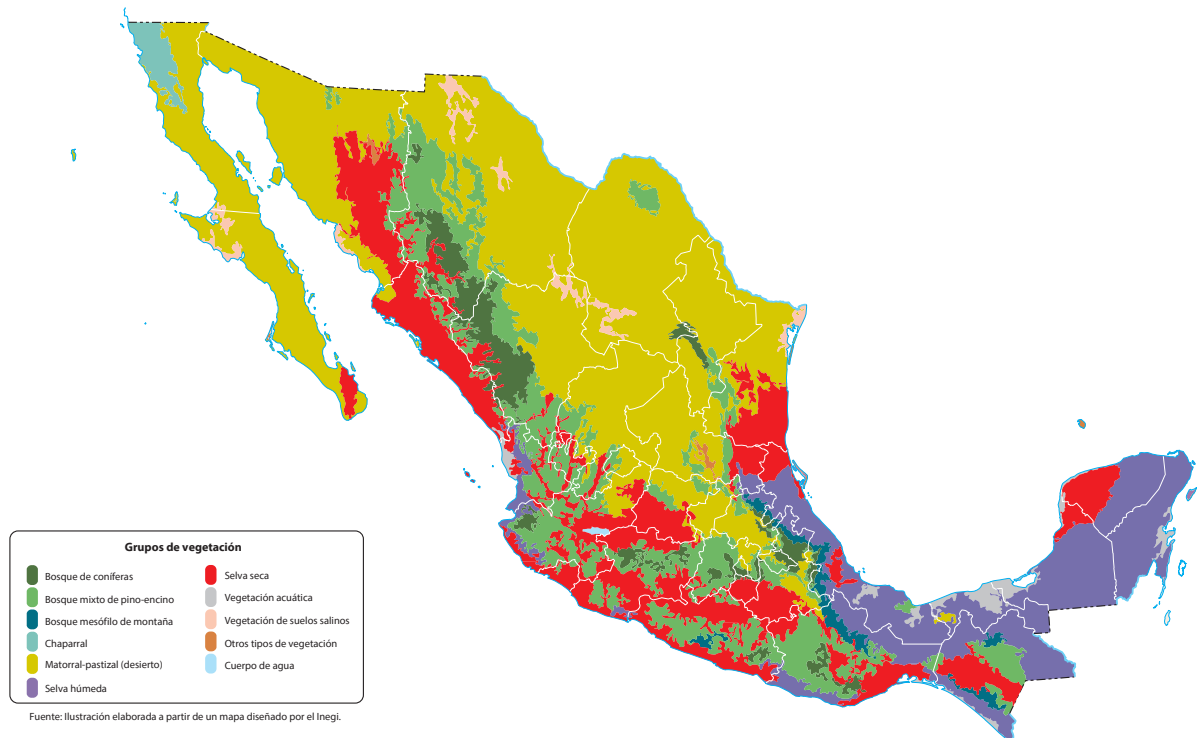 Grupos de vegetación
Bosque de coníferas
Bosque mixto de pino-encino
Bosque mesófilo de montaña
Chaparral
Matorral-pastizal (desierto)
Selva húmeda
Selva seca
Vegetación acuática
Vegetación de suelos salinos
Otros tipos de vegetación
Cuerpo de agua
Fuente: Ilustración elaborada a partir de un mapa diseñado por el Inegi.